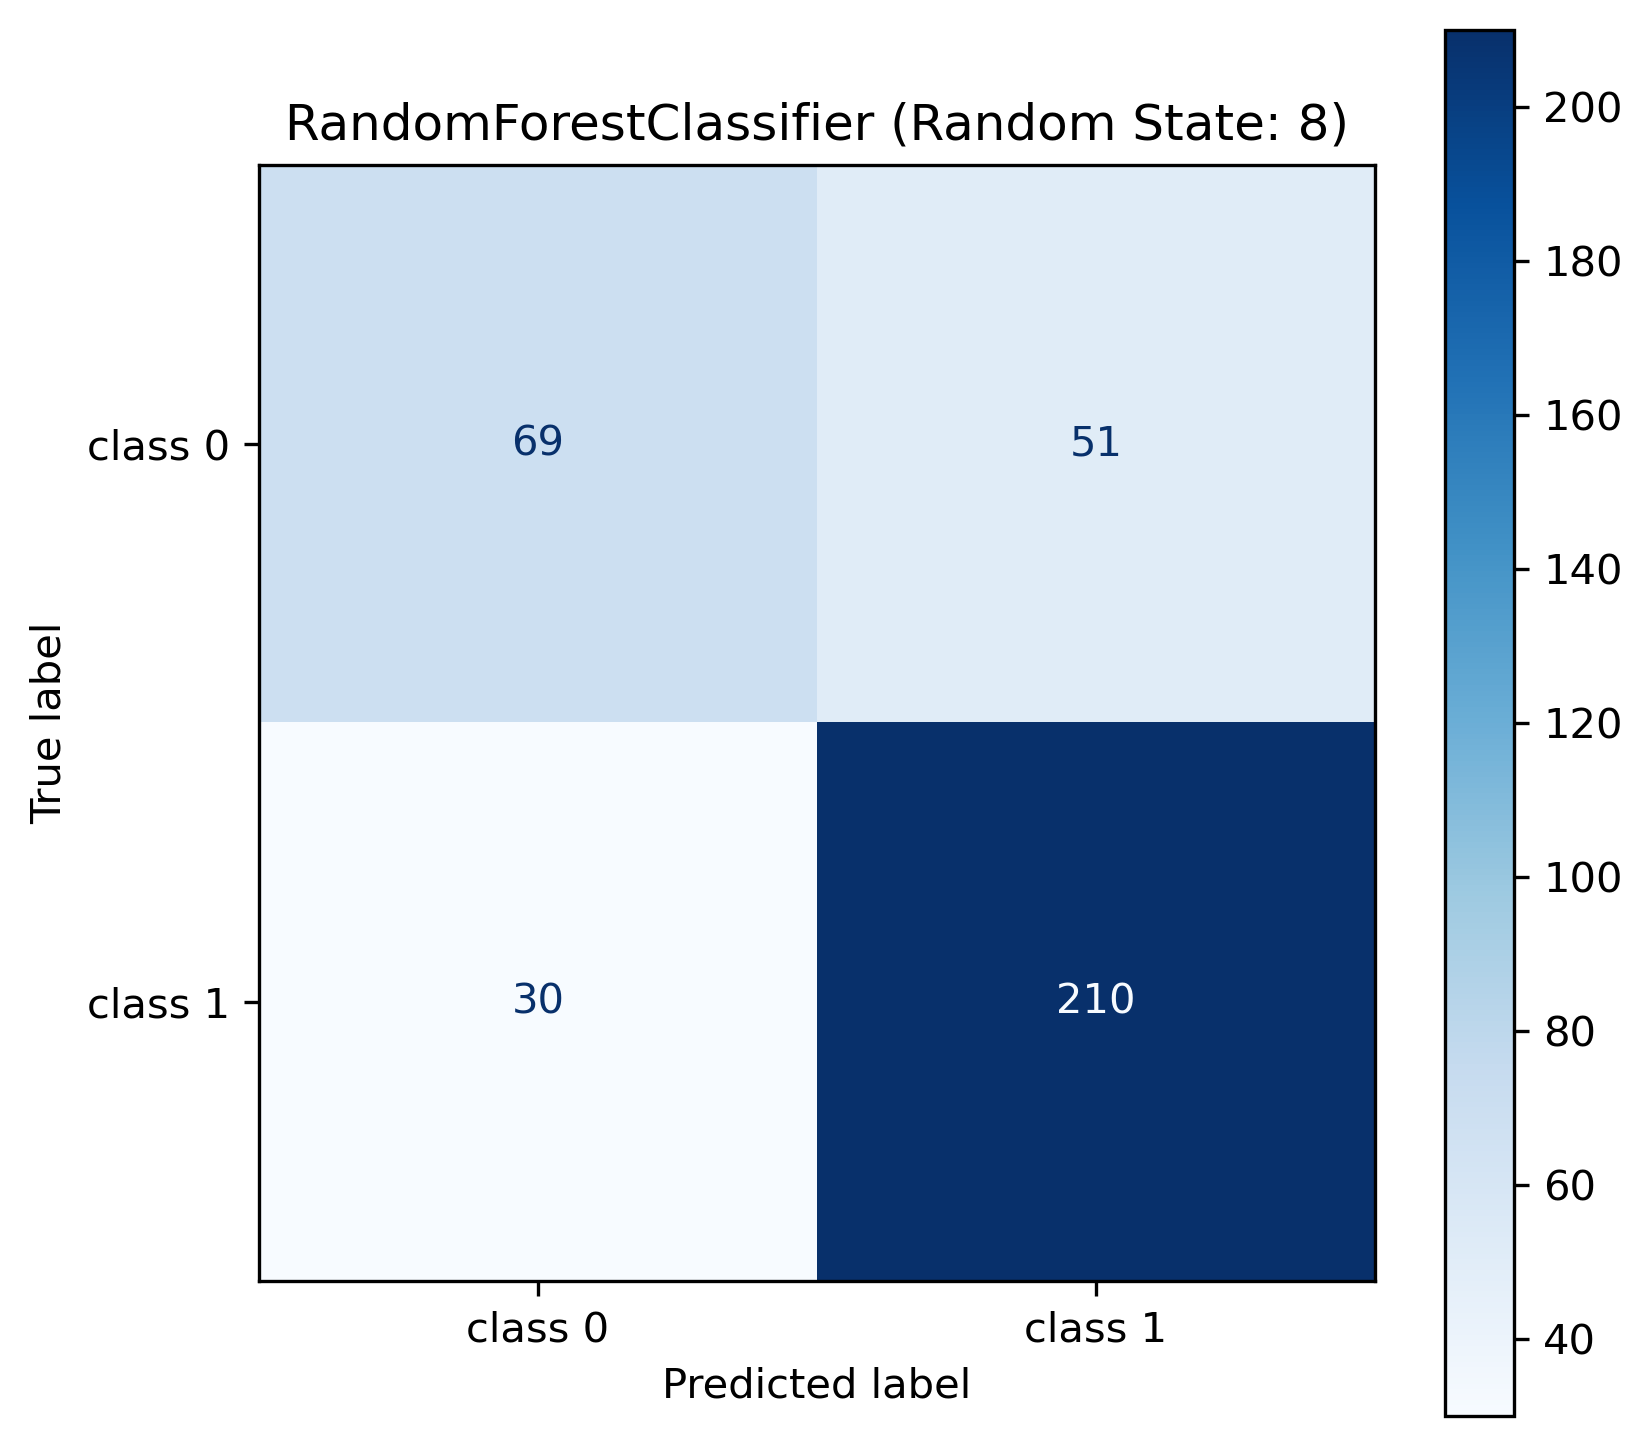 RandomForestClassifier (Random State: 8)
True label
class 0
69
51
class 1
30
210
class 0
class 1
Predicted label
200
180
160
140
120
100
80
60
40